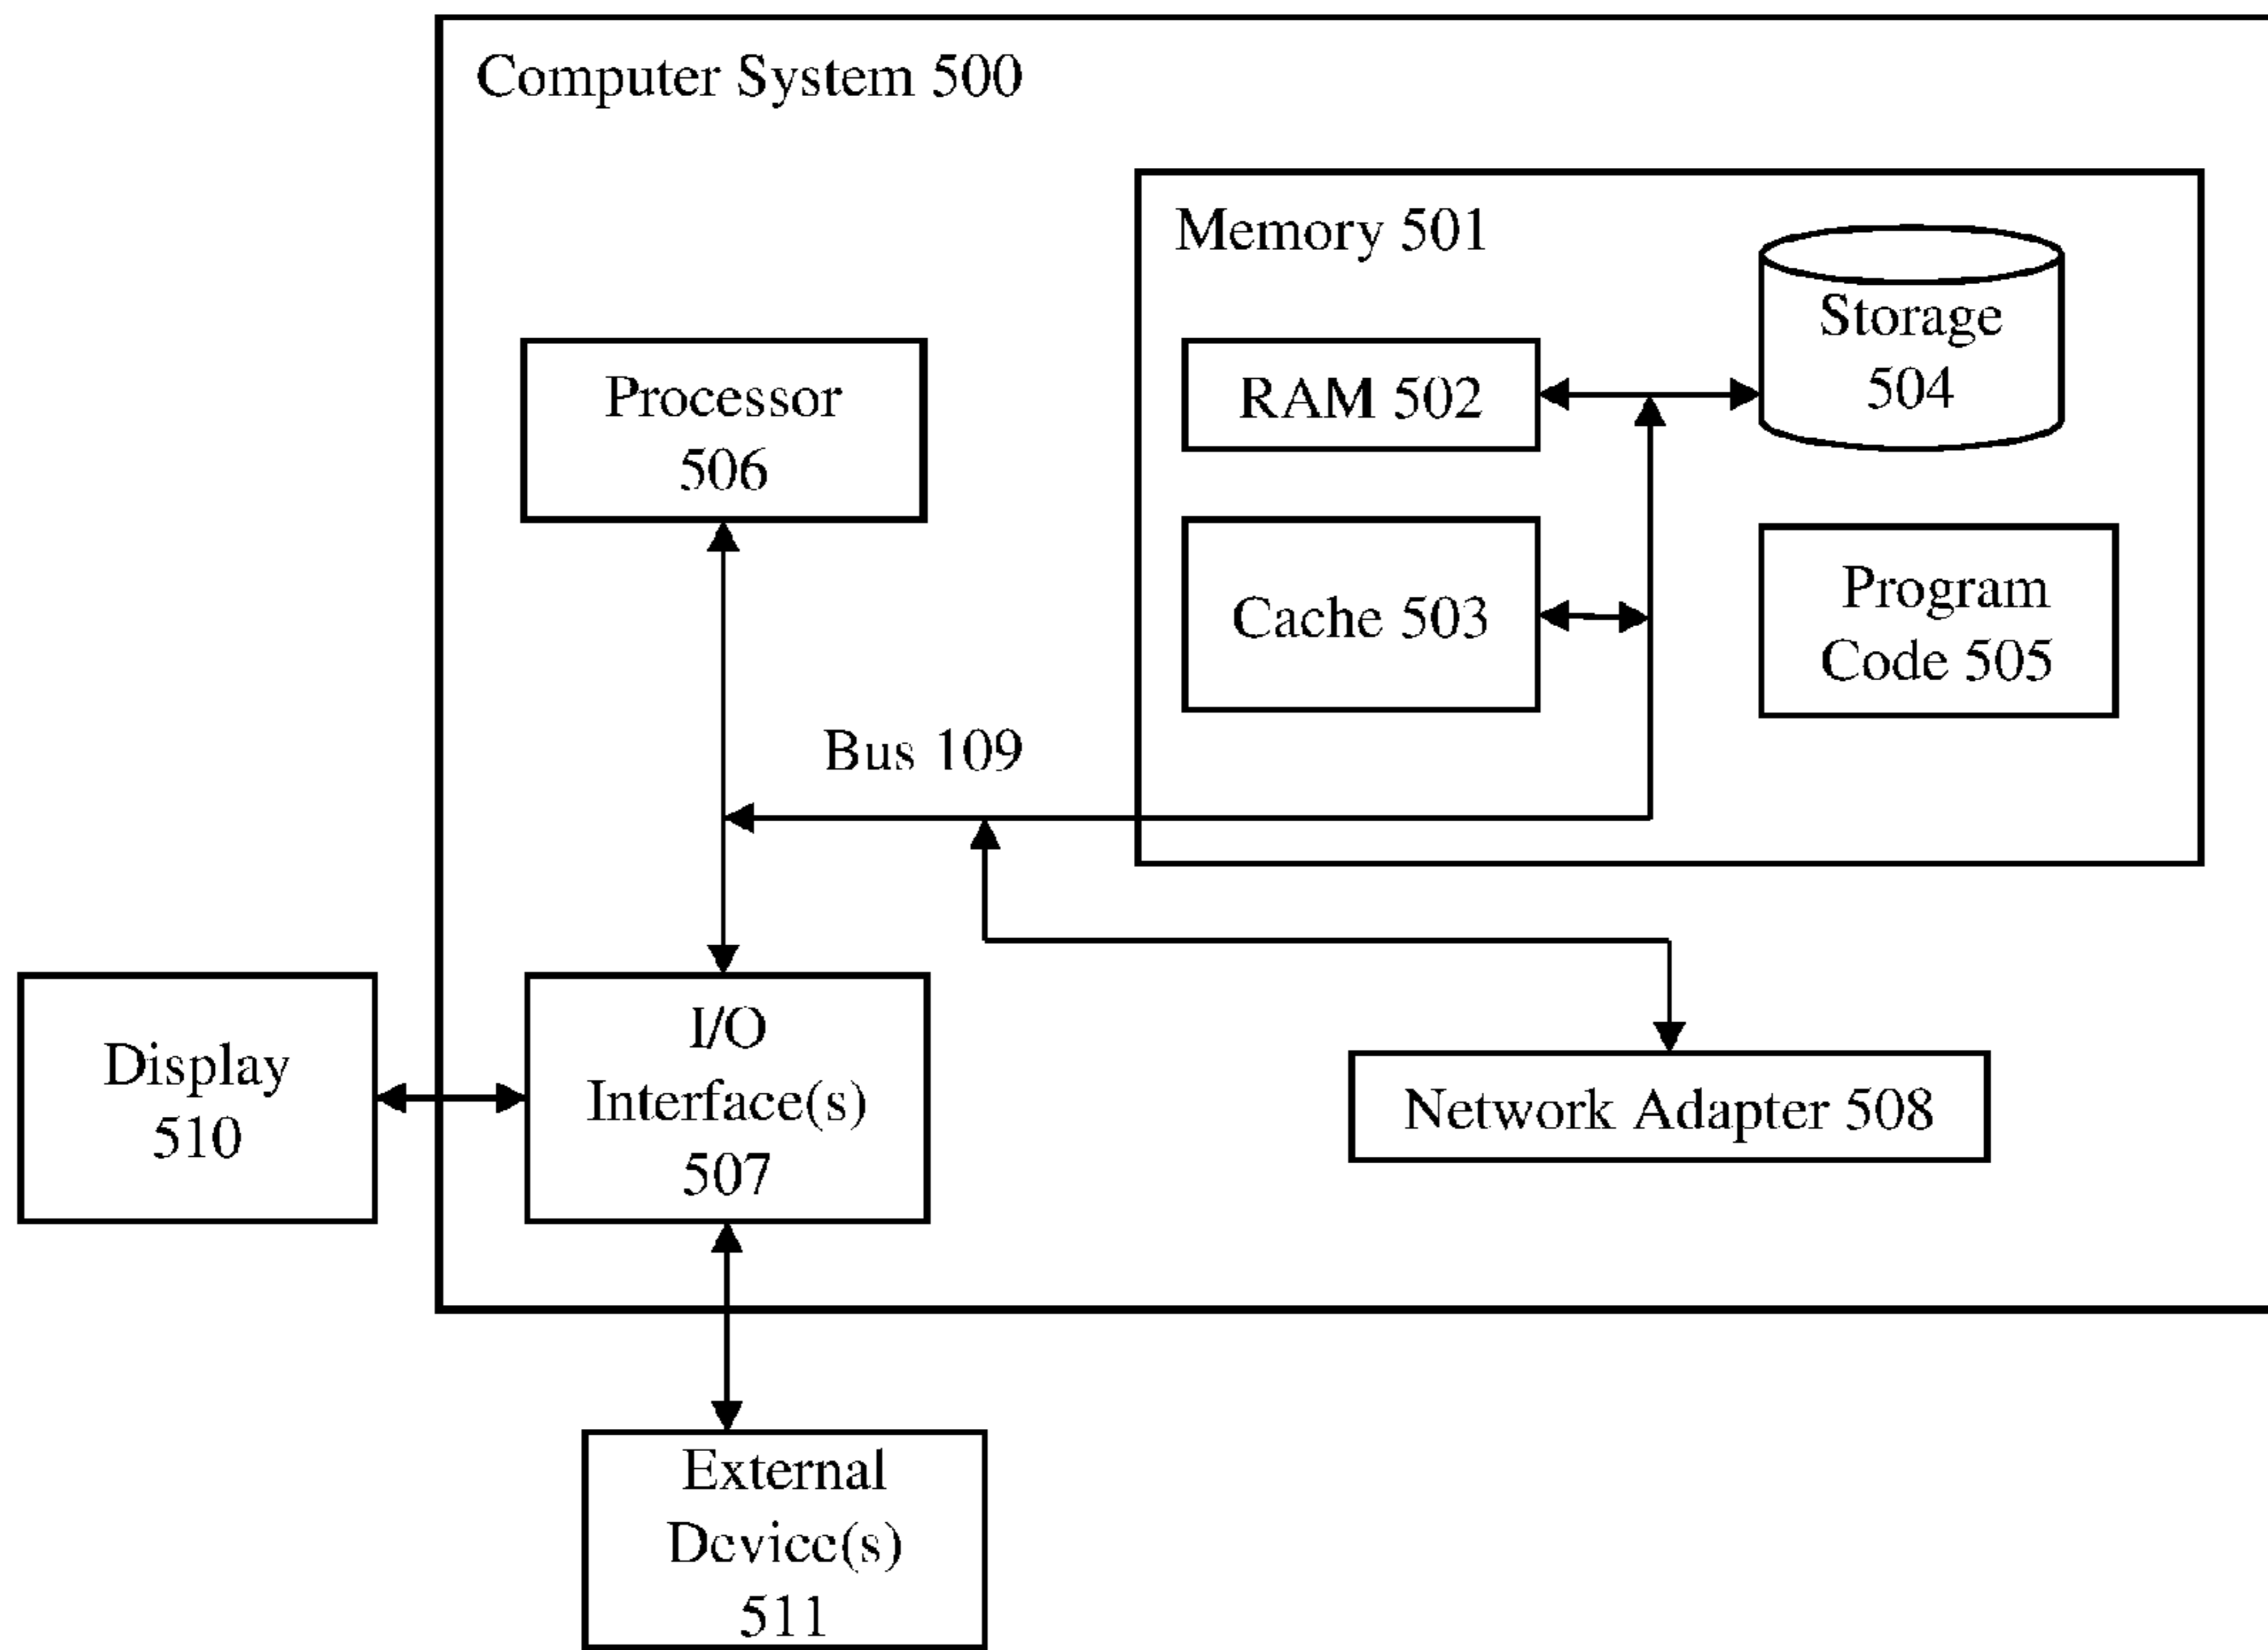 Computer System 500
Memory 501
Storage
504
Processor
506
RAM 502
Cache 503
Program
Code 505
Bus 109
Display
510
I/O
Interface(s)
507
Network Adapter 508
External
Device(s)
511